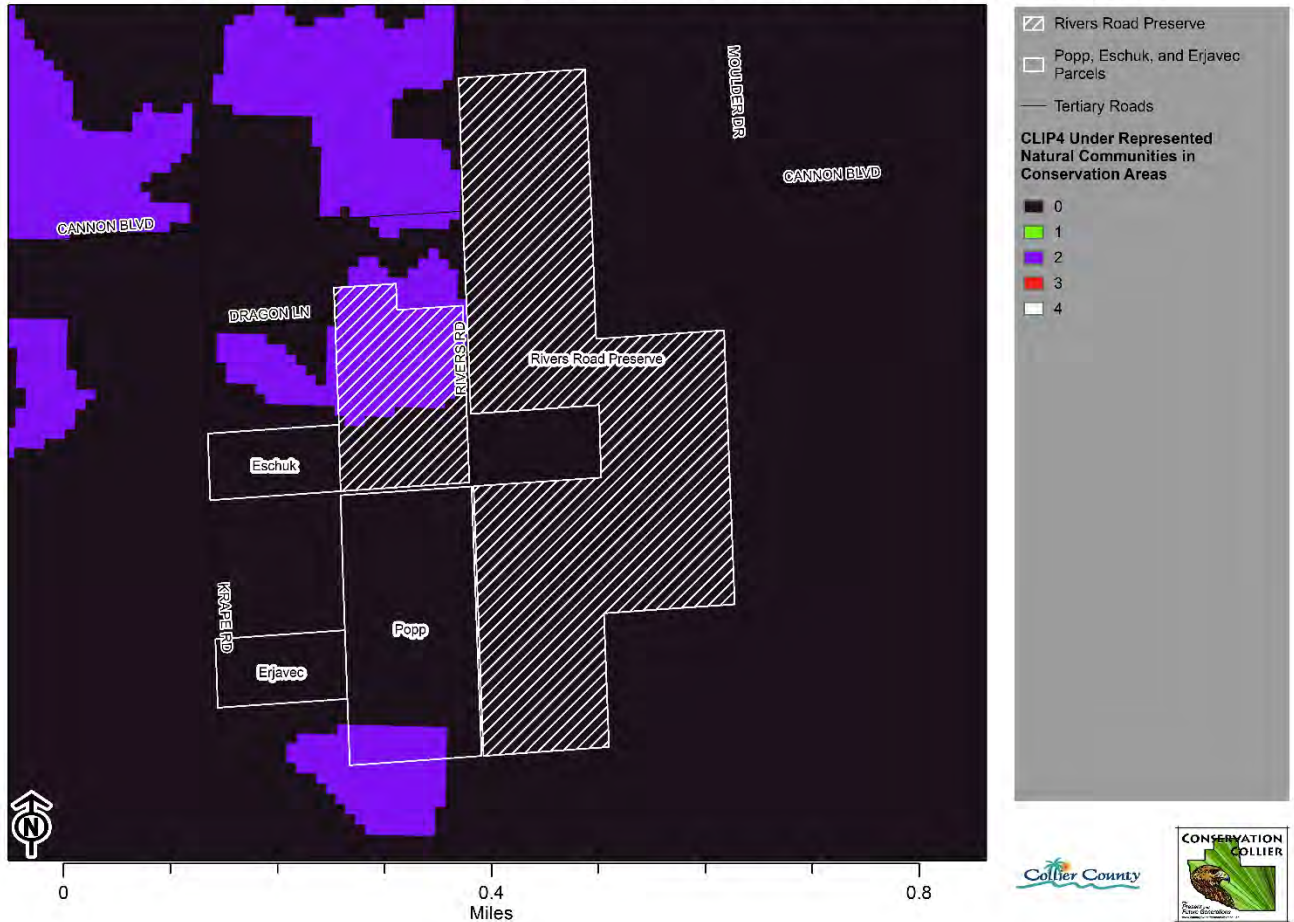 MOULDER DR
CANNON BLVD
CANNON BLVD
DRAGON LN
RIVERS RD
Rivers Road Preserve
Eschuk
KRAPE RD
Popp
Erjavec
N
0
0.4
0.8
Miles
Rivers Road Preserve
Popp, Eschuk, and Erjavec
Parcels
Tertiary Roads
CLIP4 Under Represented
Natural Communities in
Conservation Areas
0
1
2
3
4
Collier County
CONSERVATION
COLLIER
Future Generations